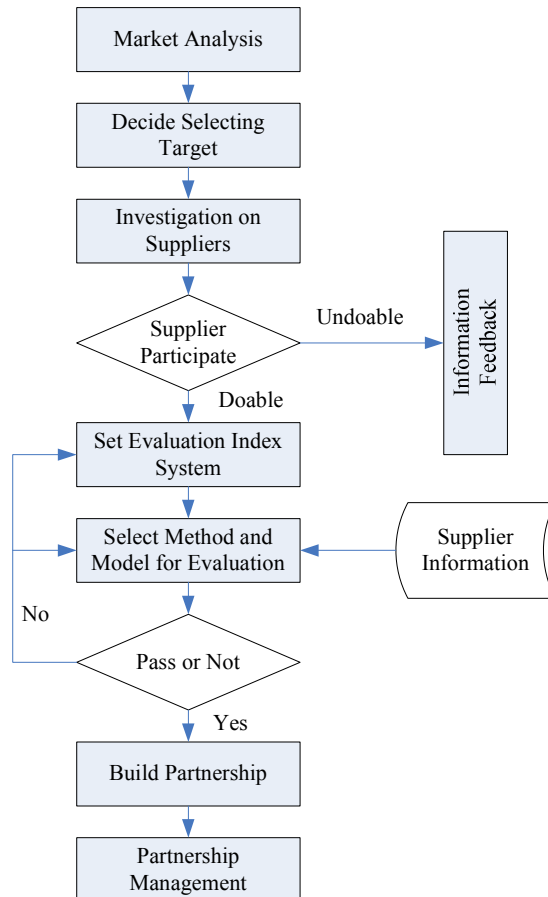 Market Analysis
Decide Selecting
Target
Investigation on
Suppliers
Supplier
Participate
Undoable
Information
Feedback
Doable
Set Evaluation Index
System
Select Method and
Model for Evaluation
Supplier
Information
No
Pass or Not
Yes
Build Partnership
Partnership
Management